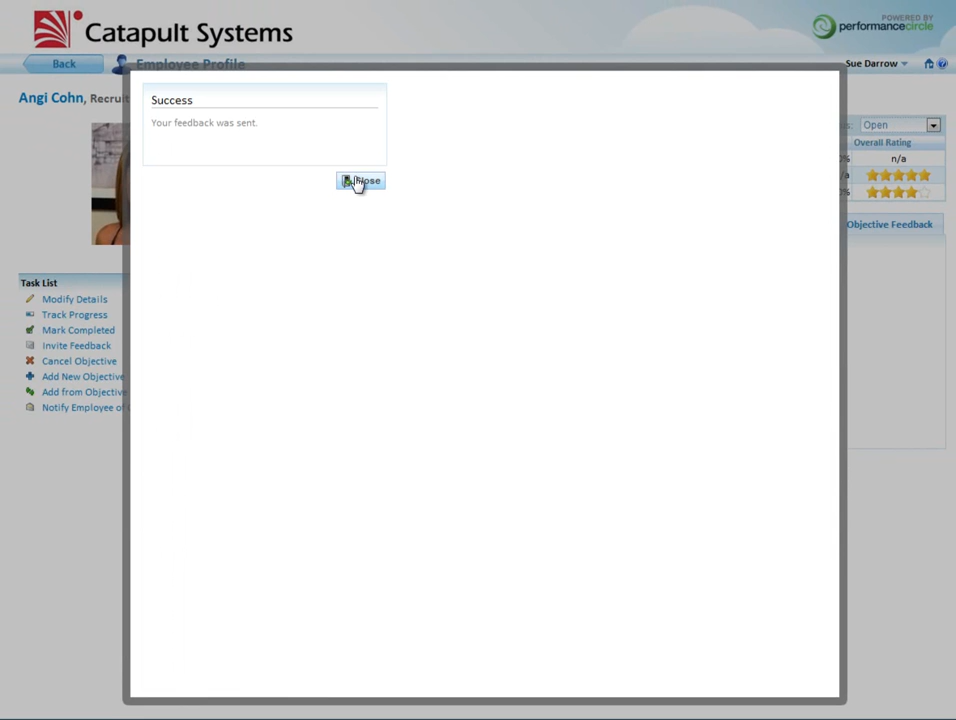 Catapult Systems
POWERED BY
performancecircle
Back
Employee Profile
Sue Darrow
Angi Cohn, Recruit
Success
Your feedback was sent.
Close
Open
Overall Rating
n/a
Objective Feedback
Task List
Modify Details
Track Progress
Mark Completed
Invite Feedback
Cancel Objective
Add New Objective
Add from Objectiv
Notify Employee of